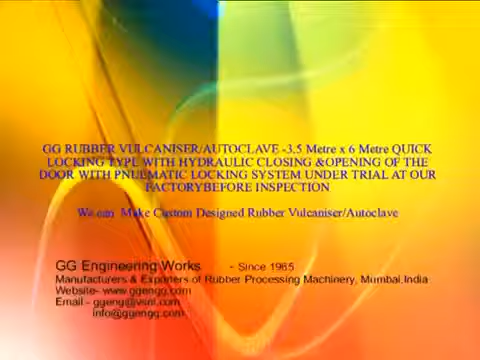 GG RUBBER VULCANISER/AUTOCLAVE -3.5 Metre x 6 Metre QUICK
LOCKING TYPE WITH HYDRAULIC CLOSING &OPENING OF THE
DOOR WITH PNUEMATIC LOCKING SYSTEM UNDER TRIAL AT OUR
FACTORYBEFORE INSPECTION
We can Make Custom Designed Rubber Vulcaniser/Autoclave
GG Engineering Works - Since 1965
Manufacturers & Exporters of Rubber Processing Machinery, Mumbai,India
Website- www.ggengg.com
Email - ggeng@vsnl.com
info@ggengg.com